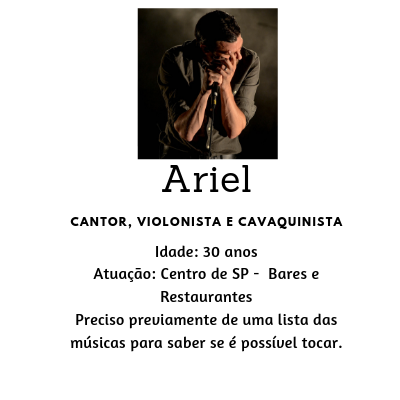 Ariel
CANTOR, VIOLONISTA E CAVAQUINISTA
Idade: 30 anos
Atuação: Centro de SP -  Bares e
Restaurantes
Preciso previamente de uma lista das
músicas para saber se é possível tocar.